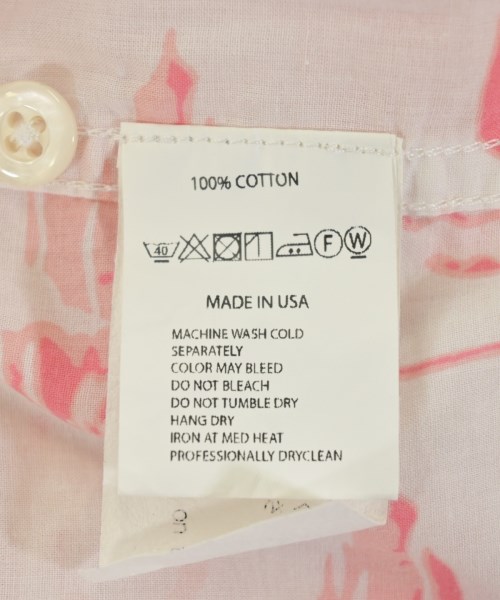 100% COTTON
40 F W
MADE IN USA
MACHINE WASH COLD
SEPARATELY
COLOR MAY BLEED
DO NOT BLEACH
DO NOT TUMBLE DRY
HANG DRY
IRON AT MED HEAT
PROFESSIONALLY DRYCLEAN